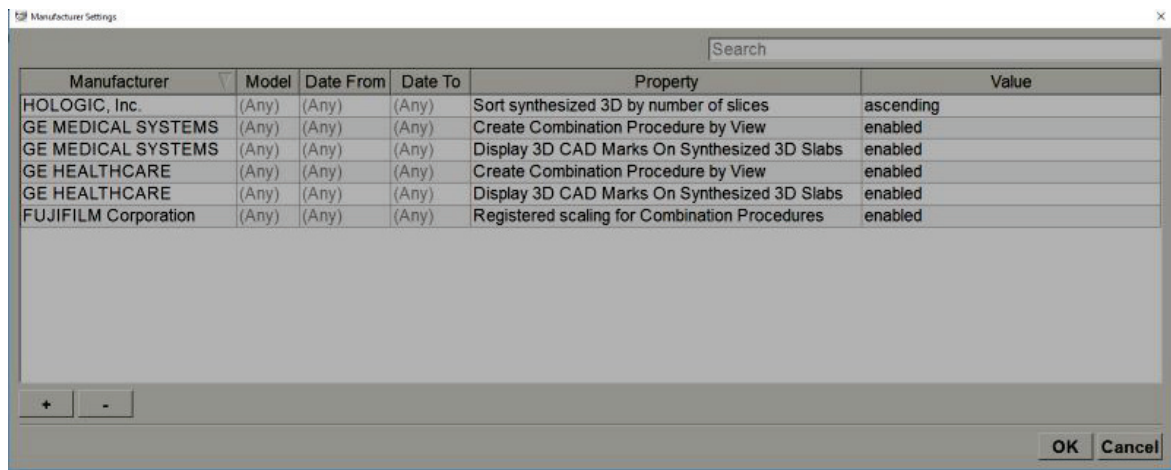 Manufacturer Settings
Search
Manufacturer Model Date From Date To Property Value
HOLOGIC, Inc. (Any) (Any) (Any) Sort synthesized 3D by number of slices ascending
GE MEDICAL SYSTEMS (Any) (Any) (Any) Create Combination Procedure by View enabled
GE MEDICAL SYSTEMS (Any) (Any) (Any) Display 3D CAD Marks On Synthesized 3D Slabs enabled
GE HEALTHCARE (Any) (Any) (Any) Create Combination Procedure by View enabled
GE HEALTHCARE (Any) (Any) (Any) Display 3D CAD Marks On Synthesized 3D Slabs enabled
FUJIFILM Corporation (Any) (Any) (Any) Registered scaling for Combination Procedures enabled
+ -
OK Cancel